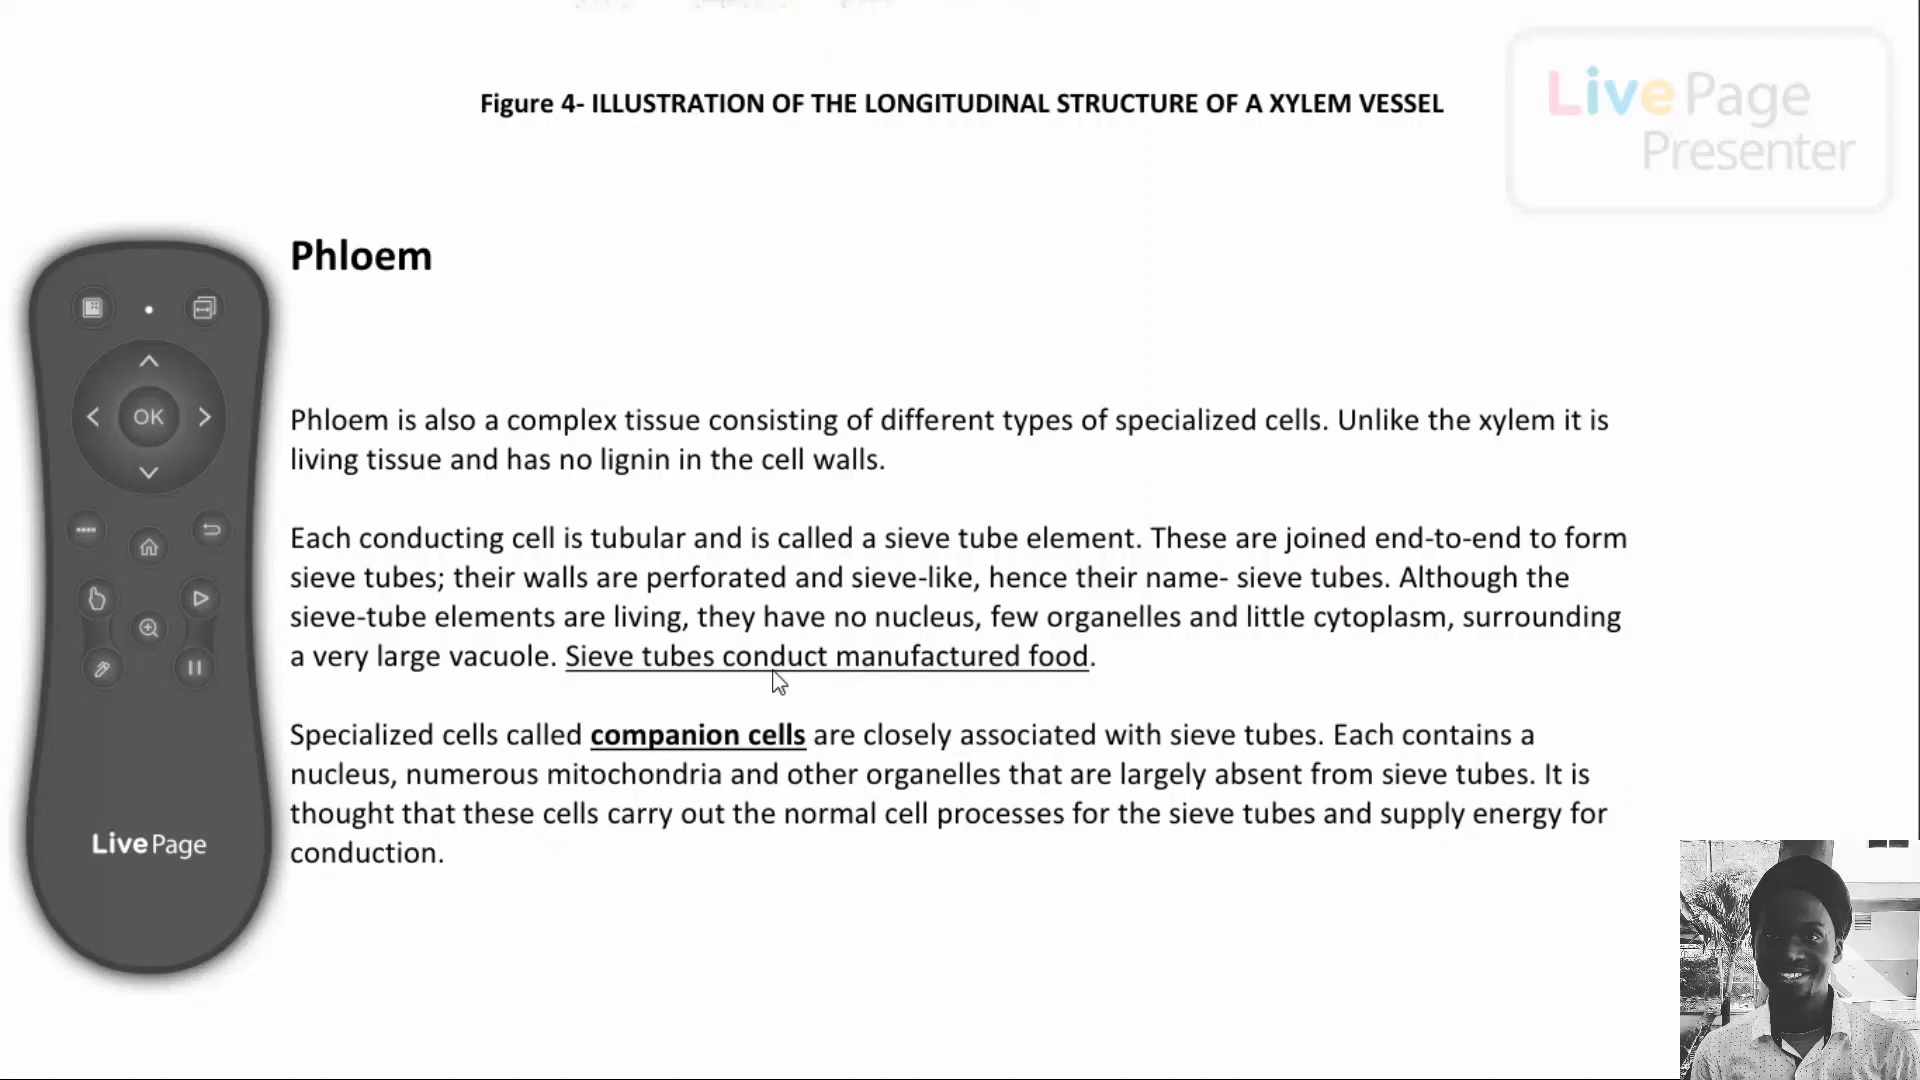 Figure 4- ILLUSTRATION OF THE LONGITUDINAL STRUCTURE OF A XYLEM VESSEL
Live Page
Presenter
Phloem
OK
Phloem is also a complex tissue consisting of different types of specialized cells. Unlike the xylem it is
living tissue and has no lignin in the cell walls.
Each conducting cell is tubular and is called a sieve tube element. These are joined end-to-end to form
sieve tubes; their walls are perforated and sieve-like, hence their name- sieve tubes. Although the
sieve-tube elements are living, they have no nucleus, few organelles and little cytoplasm, surrounding
a very large vacuole. Sieve tubes conduct manufactured food.
Specialized cells called companion cells are closely associated with sieve tubes. Each contains a
nucleus, numerous mitochondria and other organelles that are largely absent from sieve tubes. It is
thought that these cells carry out the normal cell processes for the sieve tubes and supply energy for
conduction.
LivePage